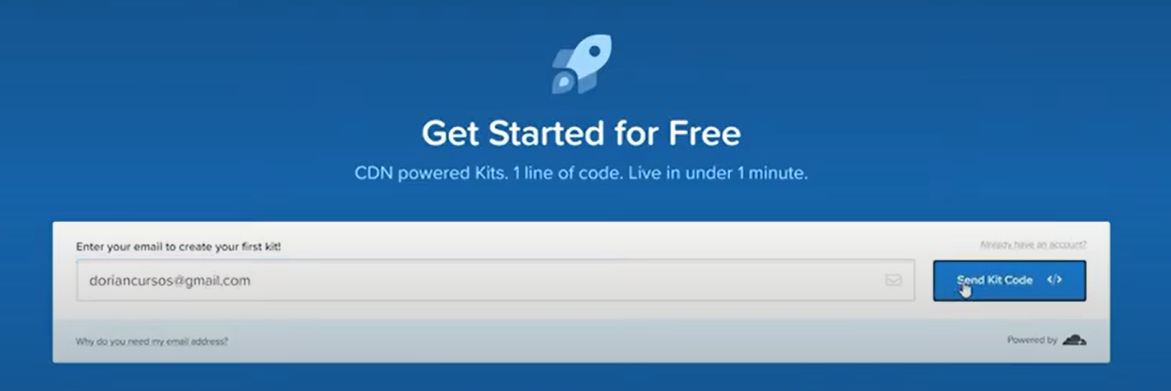 Get Started for Free
CDN powered Kits. 1 line of code. Live in under 1 minute.
Enter your email to create your first kit!
Already have an account?
doriancursos@gmail.com
Send Kit Code </>
Why do you need my email address?
Powered by